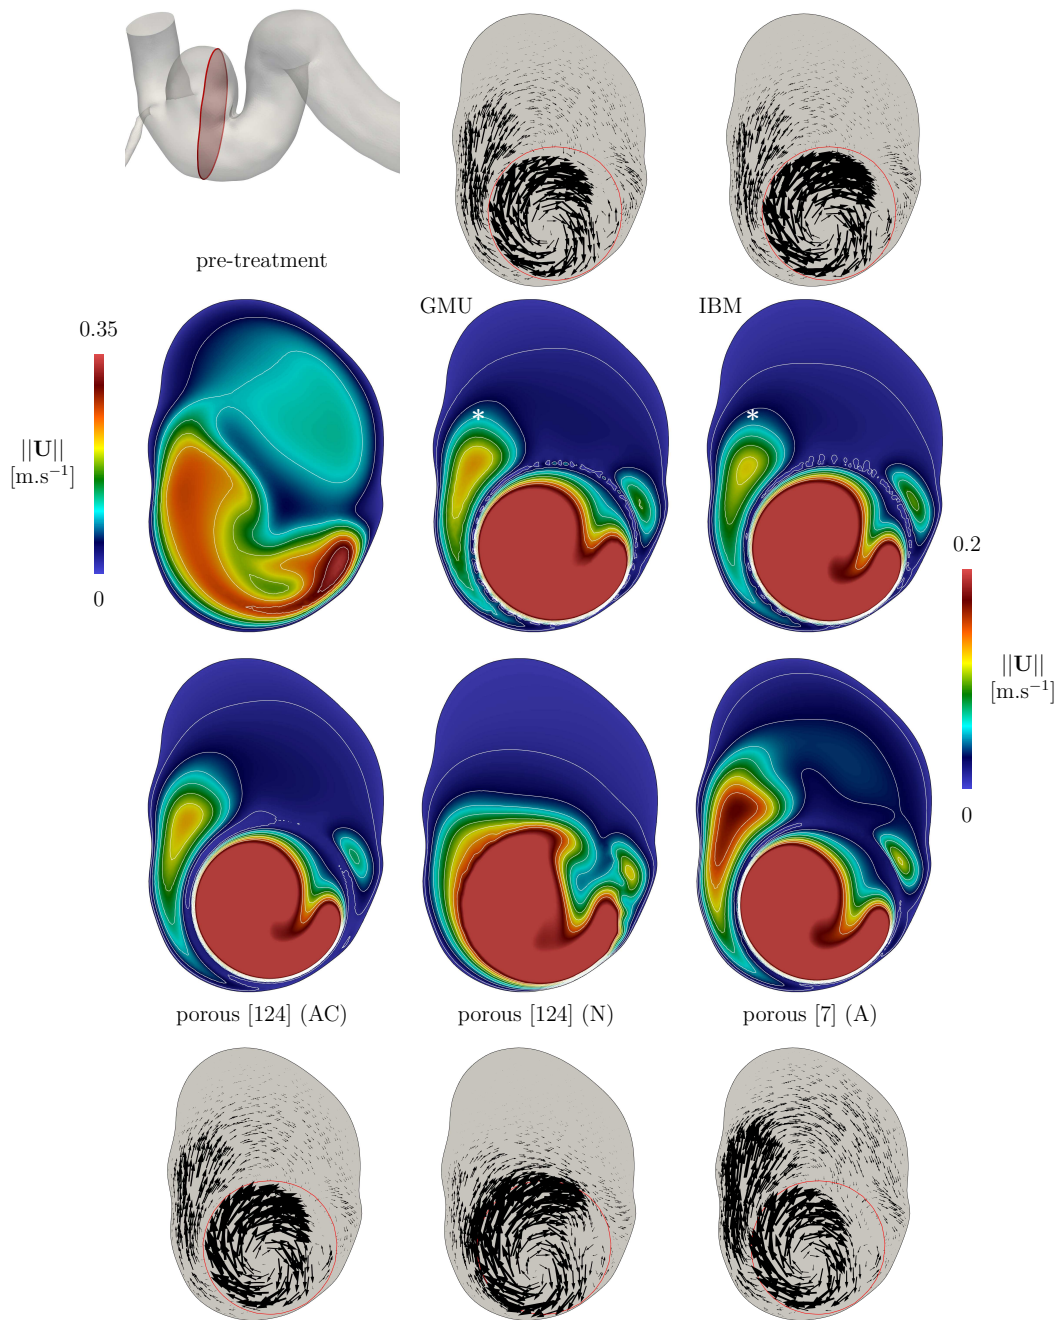 pre-treatment
GMU
IBM
0.35
||U||
[m.s⁻¹]
0
*
*
0.2
||U||
[m.s⁻¹]
0
porous [124] (AC)
porous [124] (N)
porous [7] (A)